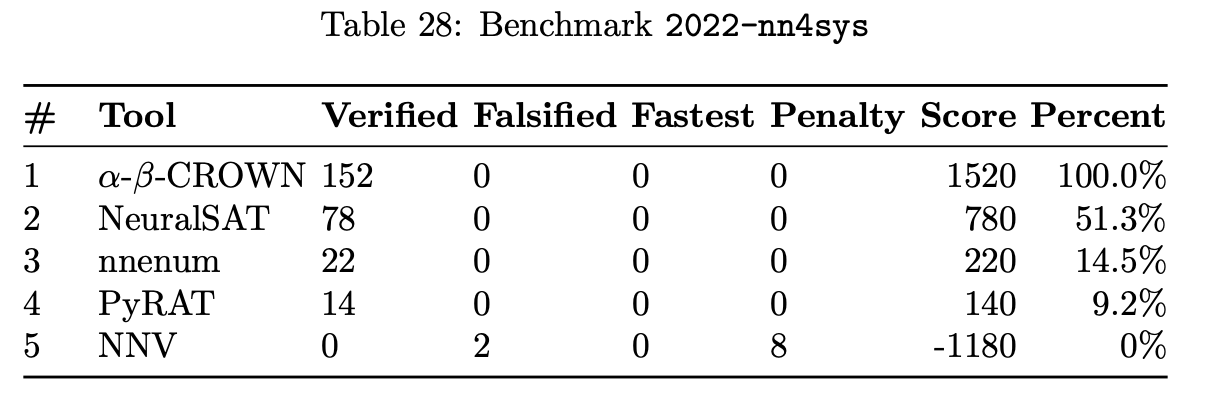 Table 28: Benchmark 2022-nn4sys
# Tool Verified Falsified Fastest Penalty Score Percent
1 α-β-CROWN 152 0 0 0 1520 100.0%
2 NeuralSAT 78 0 0 0 780 51.3%
3 nnenum 22 0 0 0 220 14.5%
4 PyRAT 14 0 0 0 140 9.2%
5 NNV 0 2 0 8 -1180 0%